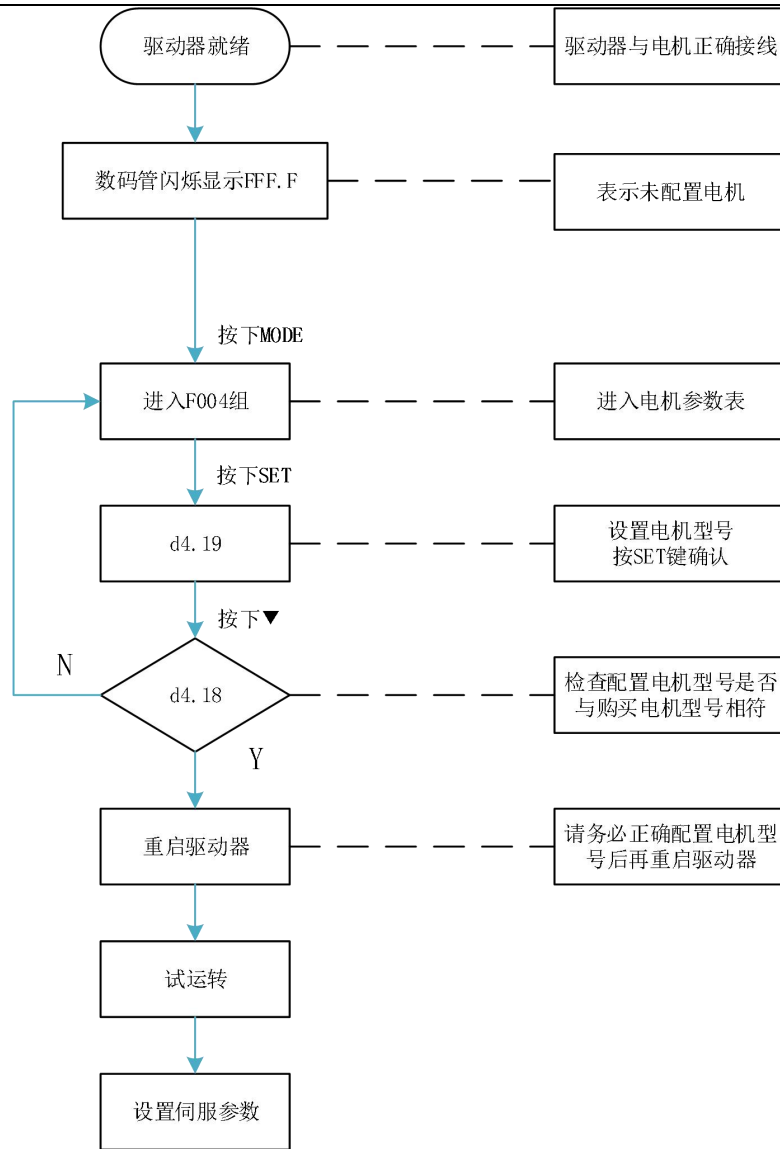 驱动器就绪
驱动器与电机正确接线
数码管闪烁显示FFF.F
表示未配置电机
按下MODE
进入F004组
进入电机参数表
按下SET
d4.19
设置电机型号
按SET键确认
按下▼
N
d4.18
检查配置电机型号是否
与购买电机型号相符
Y
重启驱动器
请务必正确配置电机型
号后再重启驱动器
试运转
设置伺服参数